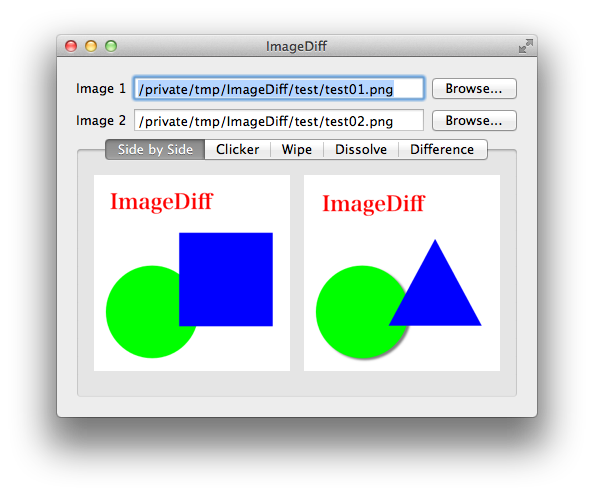 ImageDiff
Image 1 /private/tmp/ImageDiff/test/test01.png Browse...
Image 2 /private/tmp/ImageDiff/test/test02.png Browse...
Side by Side Clicker Wipe Dissolve Difference
ImageDiff ImageDiff